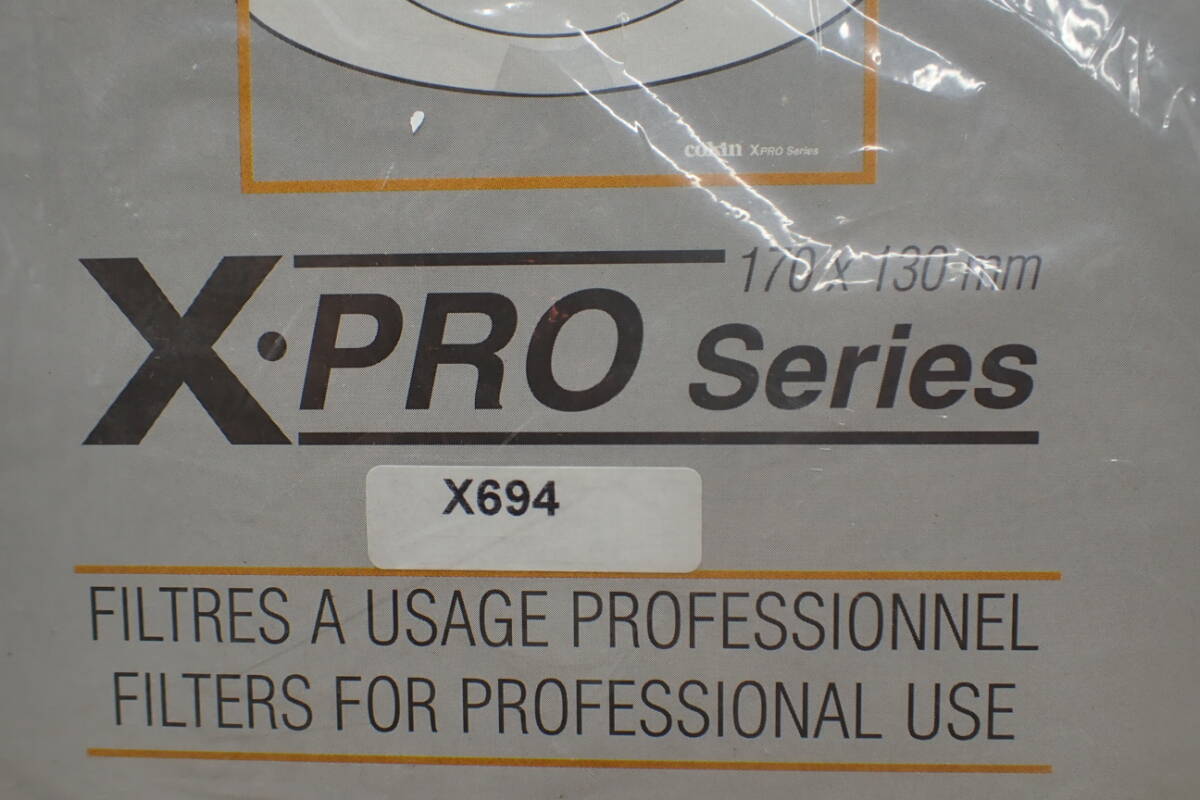 cokin XPRO Series
170 x 130 mm
X·PRO Series
X694
FILTRES A USAGE PROFESSIONNEL
FILTERS FOR PROFESSIONAL USE